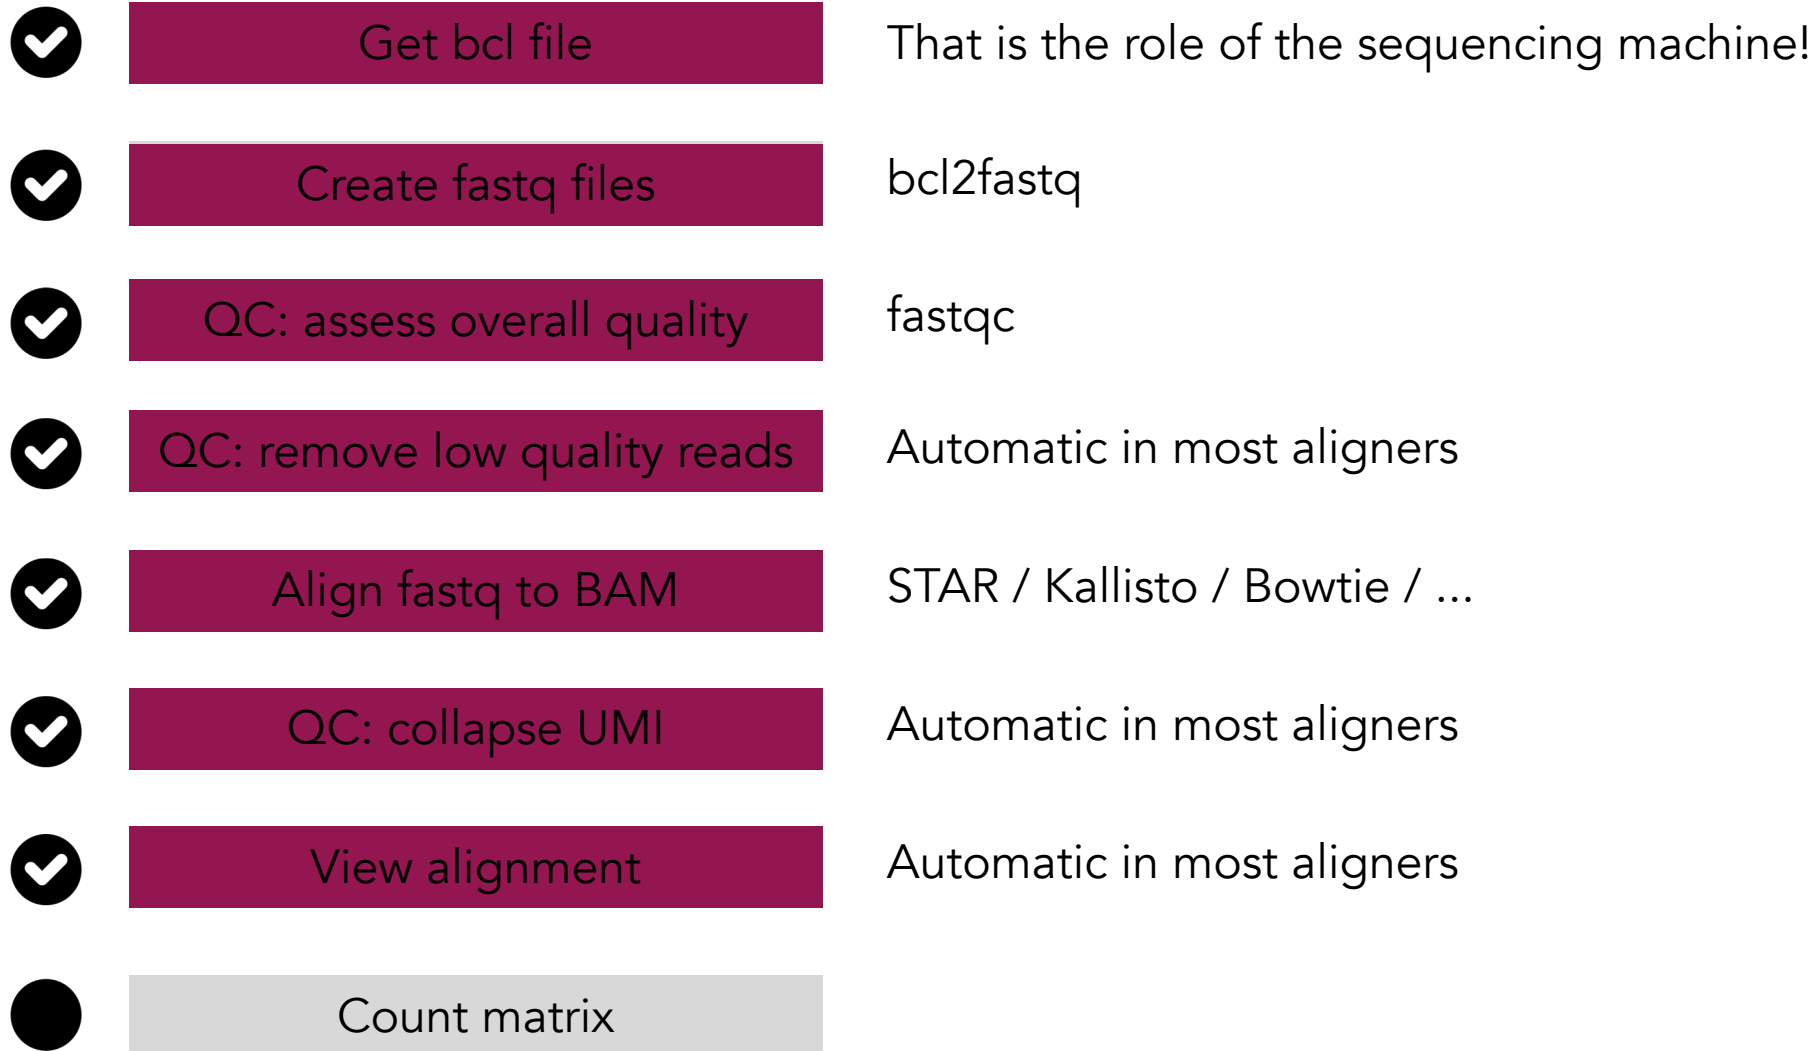 Get bcl file
That is the role of the sequencing machine!
Create fastq files
bcl2fastq
QC: assess overall quality
fastqc
QC: remove low quality reads
Automatic in most aligners
Align fastq to BAM
STAR / Kallisto / Bowtie / ...
QC: collapse UMI
Automatic in most aligners
View alignment
Automatic in most aligners
Count matrix